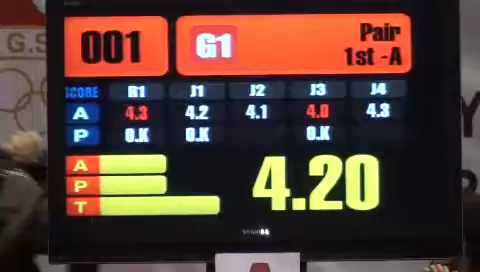 G.S
001 G1 Pair
1st -A
SCORE R1 J1 J2 J3 J4
A 4.3 4.2 4.1 4.0 4.3
P O.K O.K O.K
A
P
T
4.20
TOSHIBA